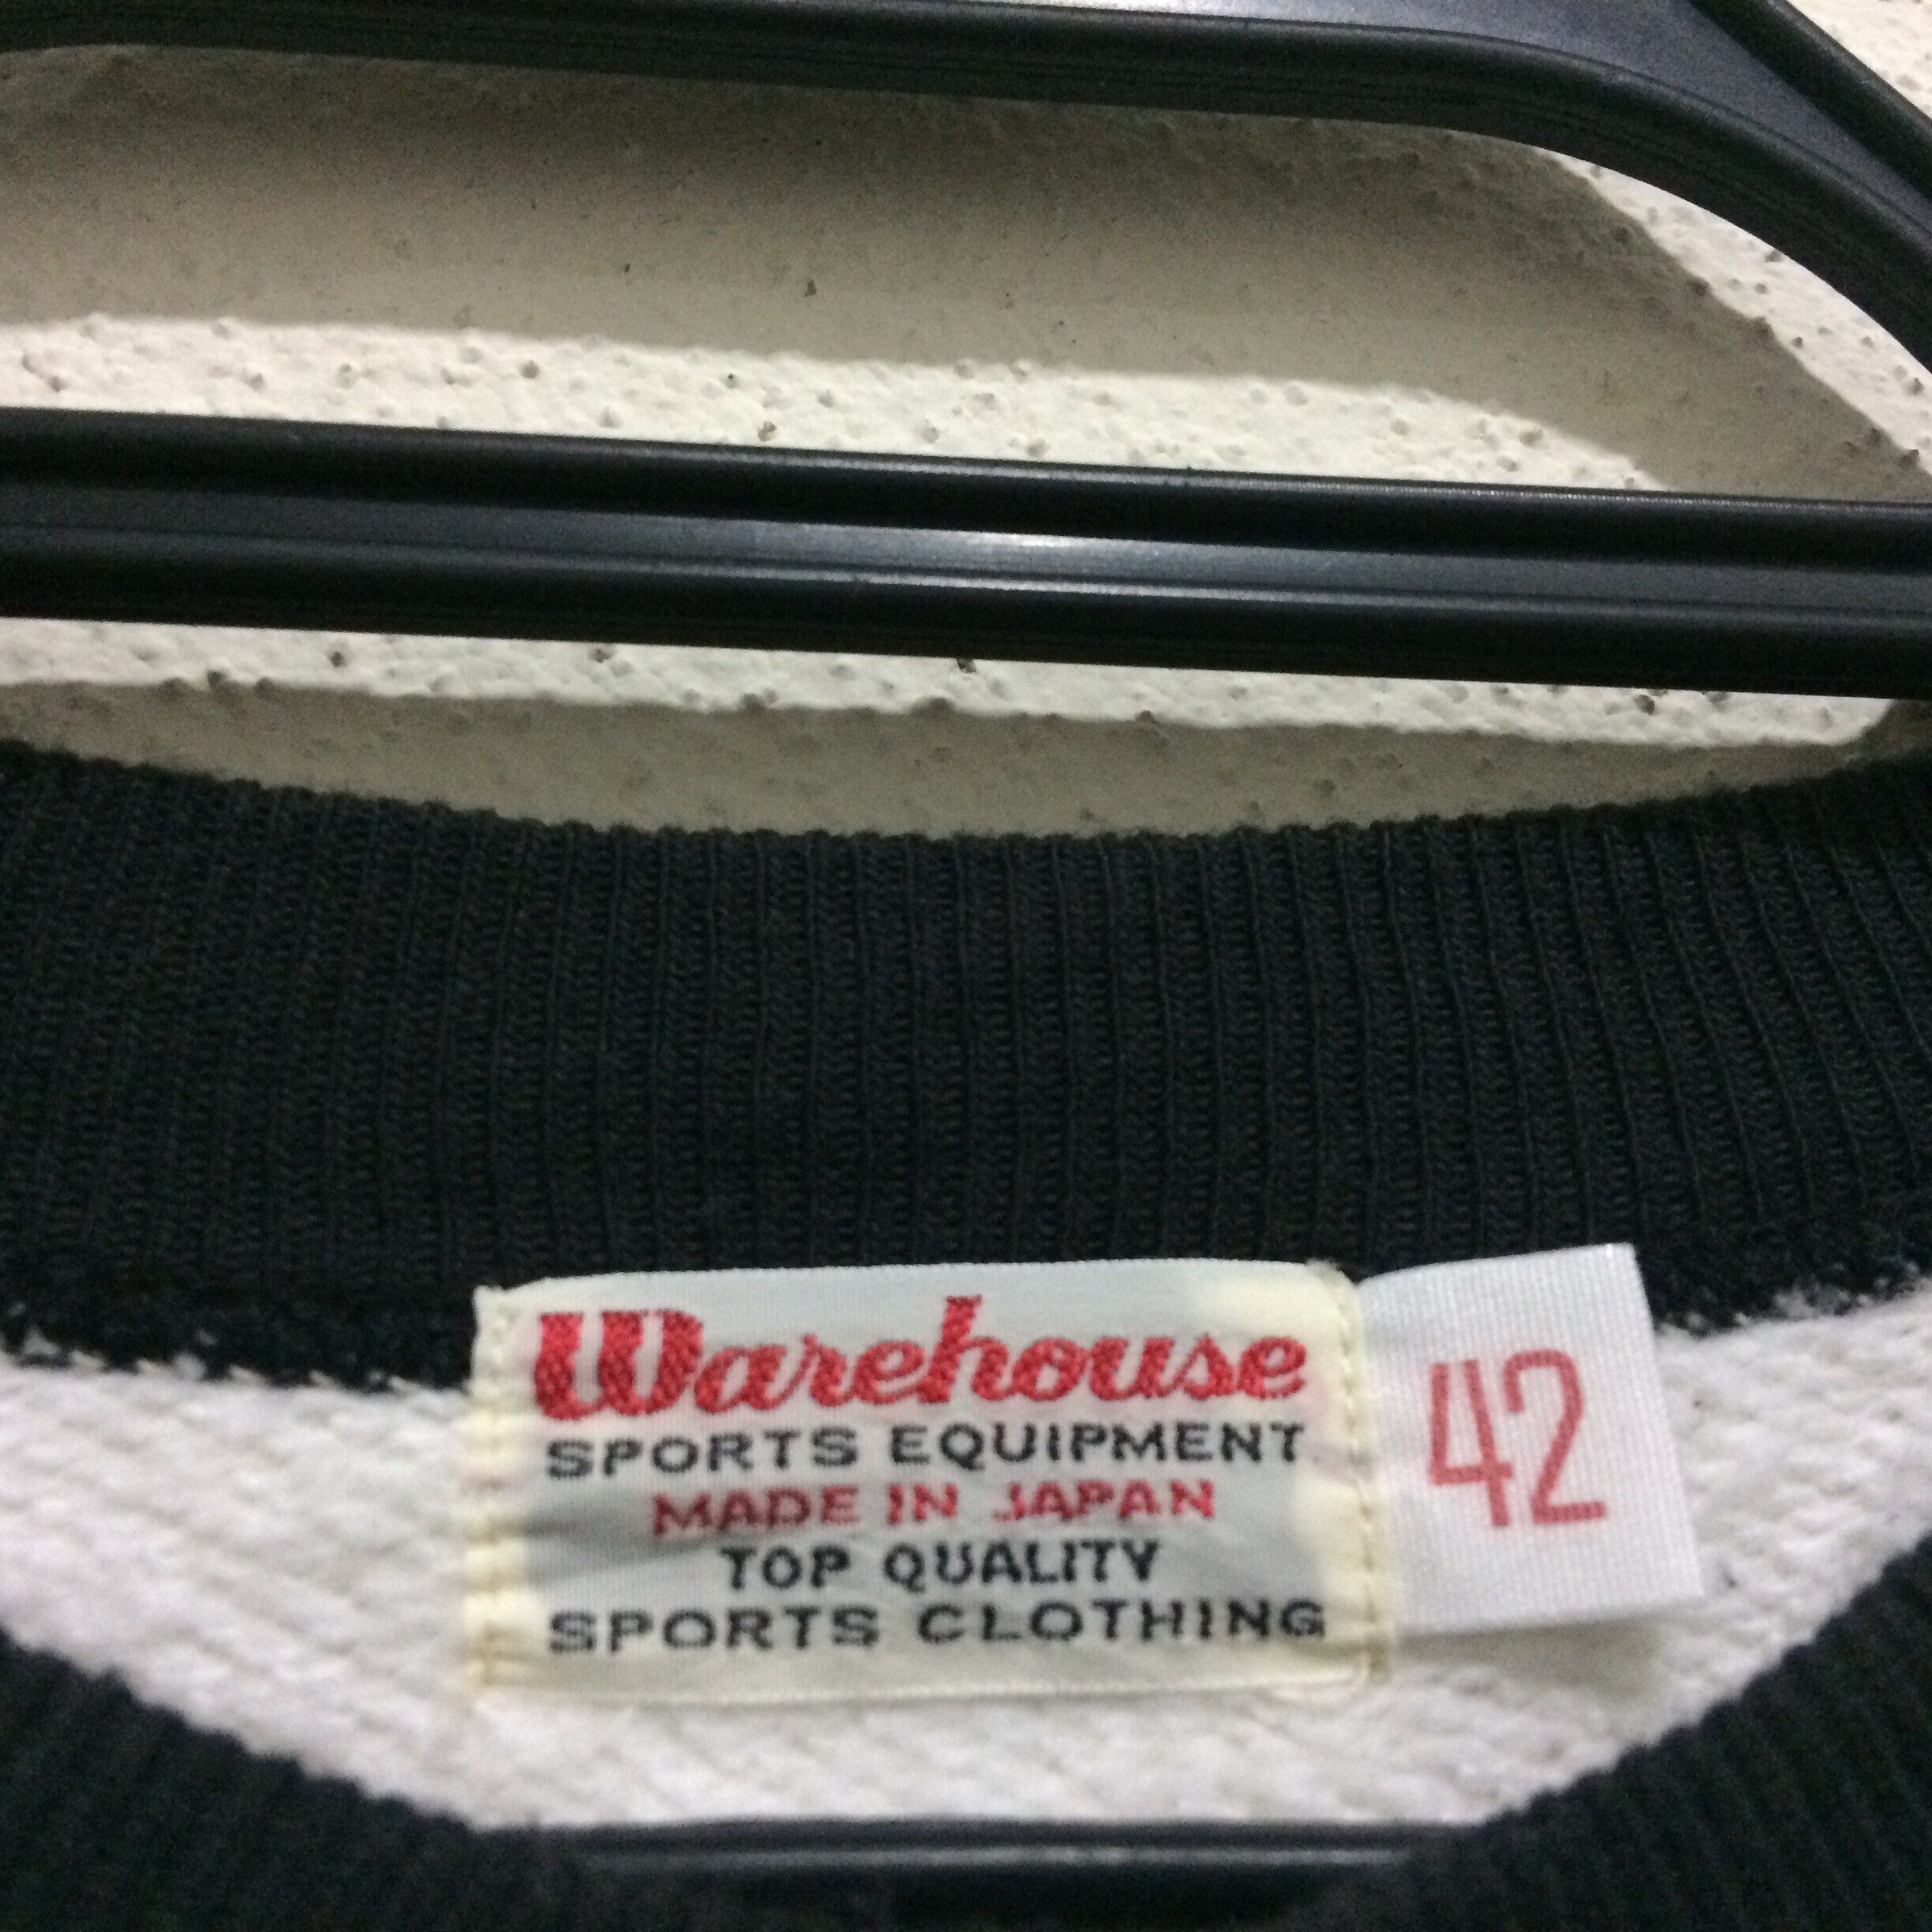 Warehouse
SPORTS EQUIPMENT
MADE IN JAPAN
TOP QUALITY
SPORTS CLOTHING
42